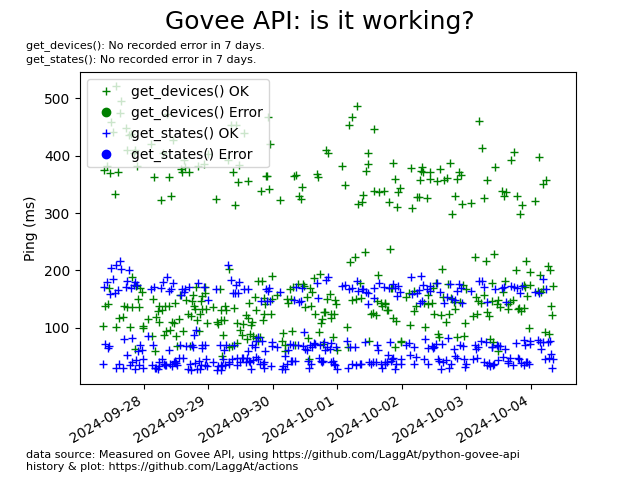 Govee API: is it working?
get_devices(): No recorded error in 7 days.
get_states(): No recorded error in 7 days.
get_devices() OK
get_devices() Error
get_states() OK
get_states() Error
Ping (ms)
500
400
300
200
100
2024-09-28
2024-09-29
2024-09-30
2024-10-01
2024-10-02
2024-10-03
2024-10-04
data source: Measured on Govee API, using https://github.com/LaggAt/python-govee-api
history & plot: https://github.com/LaggAt/actions